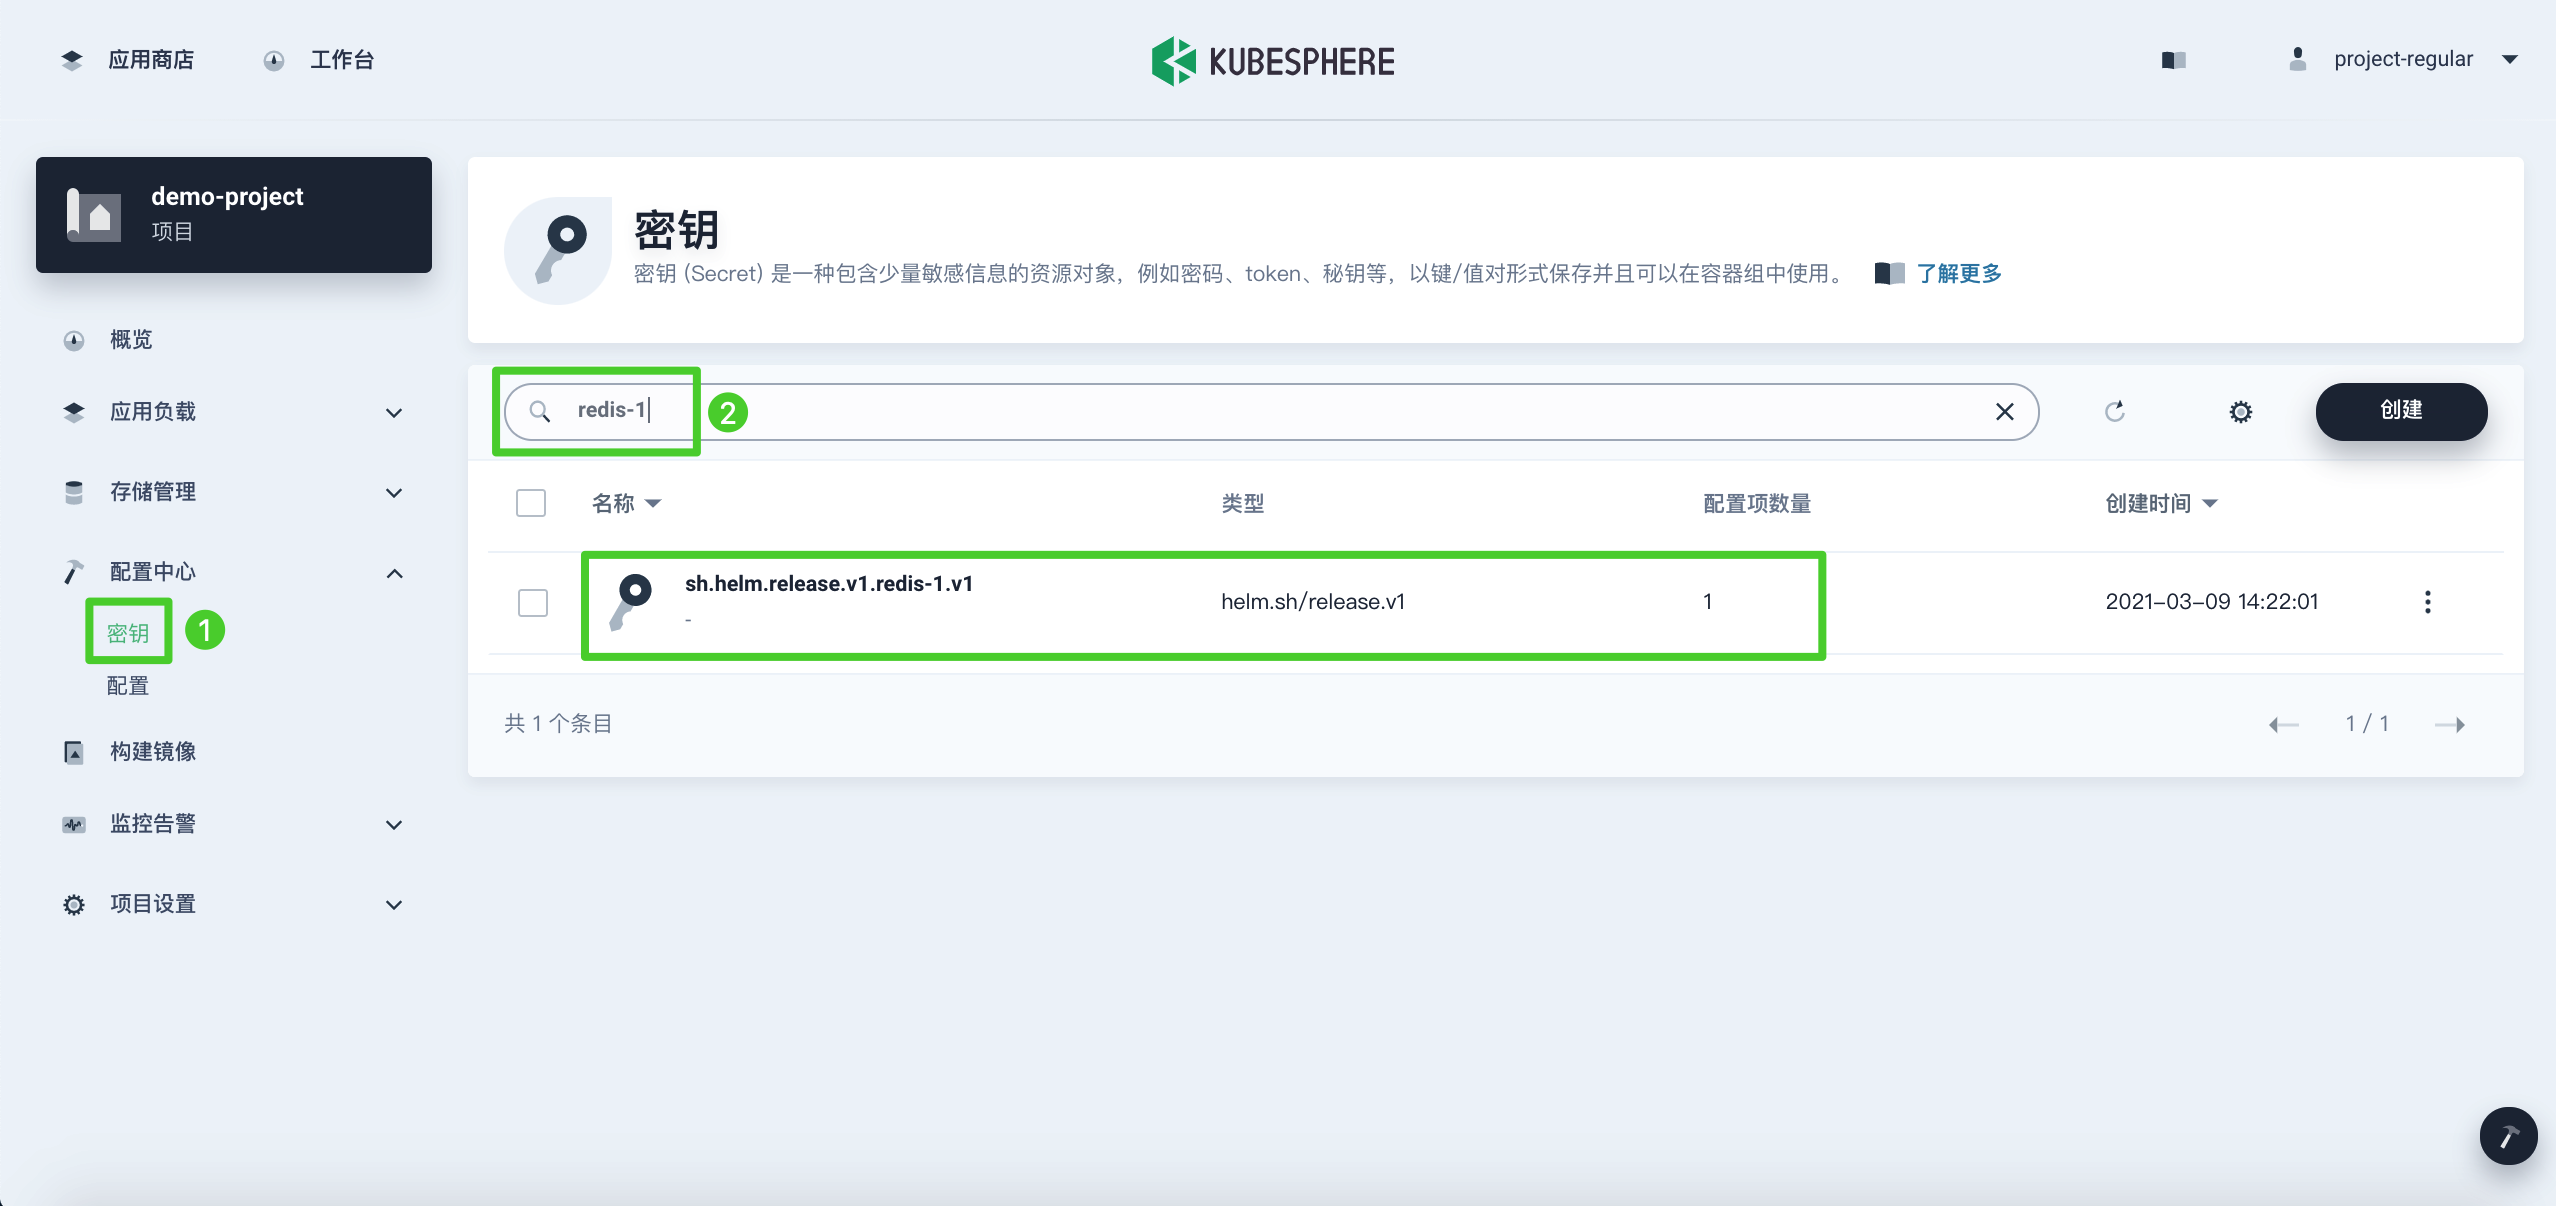 应用商店 工作台 KUBESPHERE project-regular
demo-project
项目
概览
应用负载
存储管理
配置中心
密钥 1
配置
构建镜像
监控告警
项目设置
密钥
密钥 (Secret) 是一种包含少量敏感信息的资源对象，例如密码、token、秘钥等，以键/值对形式保存并且可以在容器组中使用。 了解更多
redis-1 2 创建
名称 类型 配置项数量 创建时间
sh.helm.release.v1.redis-1.v1 helm.sh/release.v1 1 2021-03-09 14:22:01
-
共 1 个条目 1 / 1